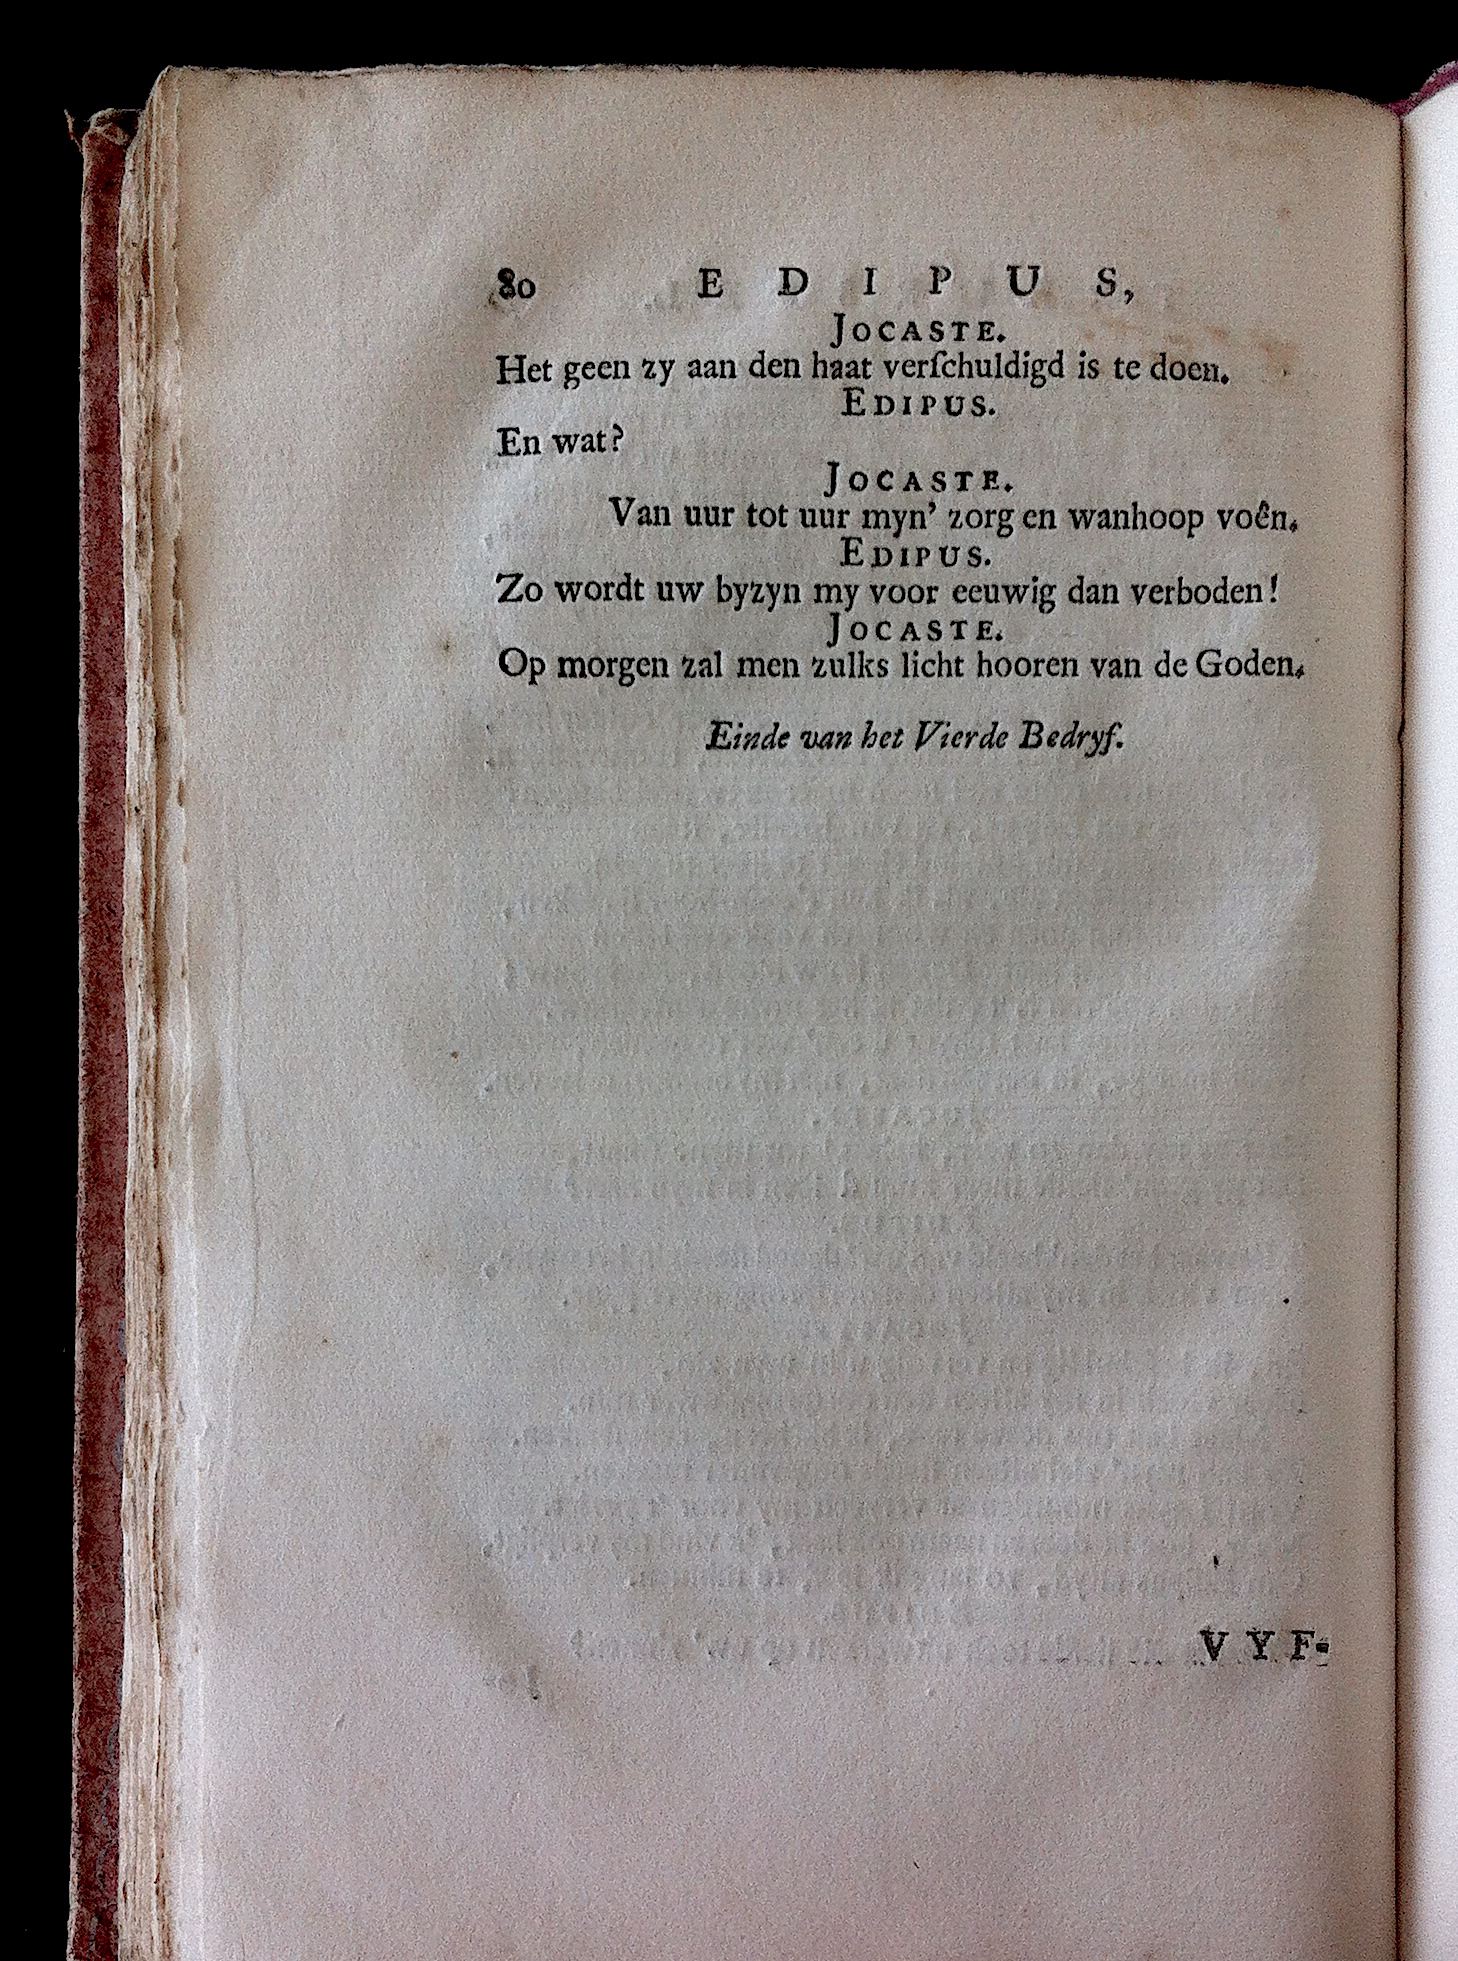 80 E D I P U S,
JOCASTE.
Het geen zy aan den haat verſchuldigd is te doen.
EDIPUS.
En wat?
JOCASTE.
Van uur tot uur myn' zorg en wanhoop voên.
EDIPUS.
Zo wordt uw byzyn my voor eeuwig dan verboden!
JOCASTE.
Op morgen zal men zulks licht hooren van de Goden.
Einde van het Vierde Bedryf.
V Y F-